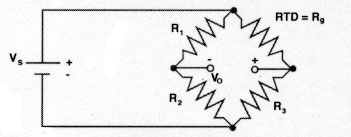 RTD = Rg
R1
Vs
+
-
-
+
Vo
R2
R3